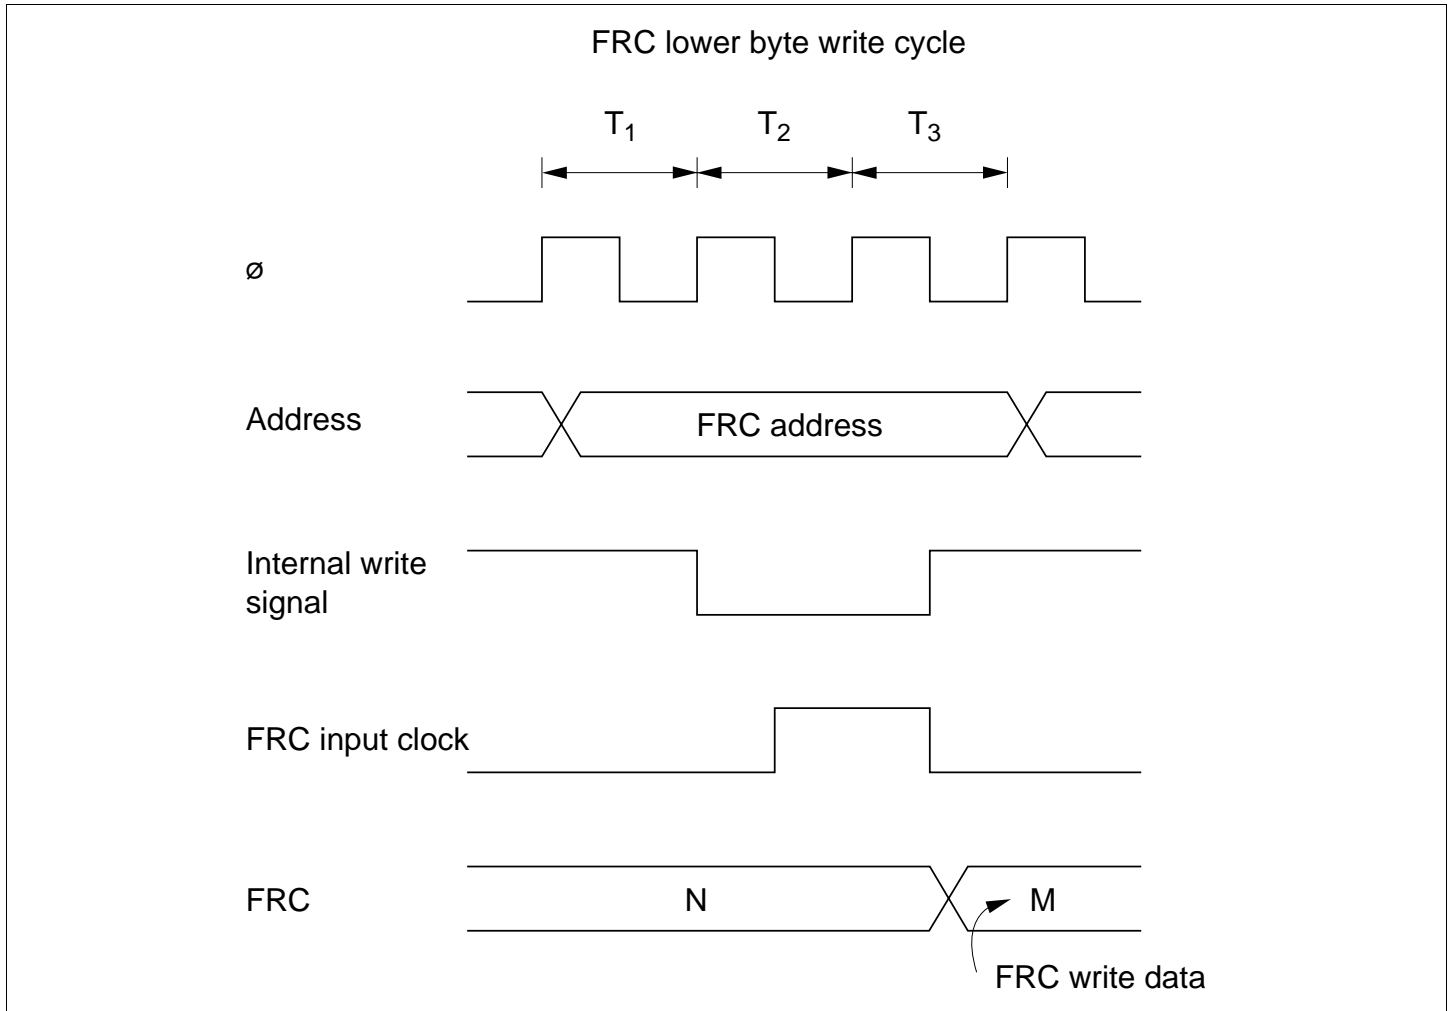 FRC lower byte write cycle
T1 T2 T3
ø
Address
FRC address
Internal write
signal
FRC input clock
FRC
N
M
FRC write data